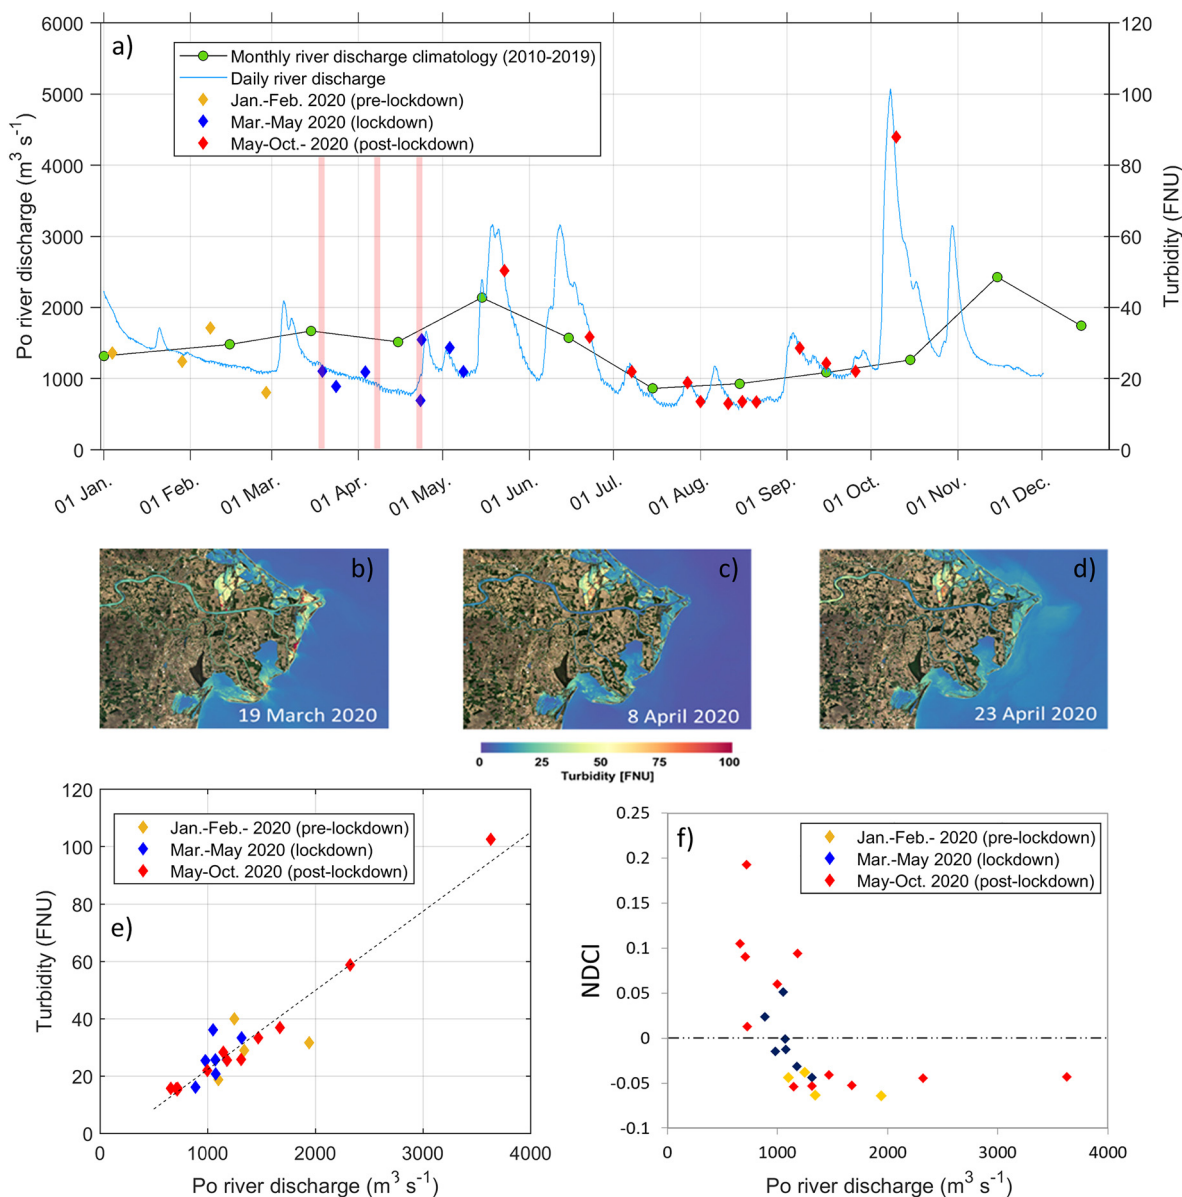 a)
Monthly river discharge climatology (2010-2019)
Daily river discharge
Jan.-Feb. 2020 (pre-lockdown)
Mar.-May 2020 (lockdown)
May-Oct.- 2020 (post-lockdown)
Po river discharge (m³ s⁻¹)
6000
5000
4000
3000
2000
1000
0
Turbidity (FNU)
120
100
80
60
40
20
0
01 Jan.
01 Feb.
01 Mar.
01 Apr.
01 May.
01 Jun.
01 Jul.
01 Aug.
01 Sep.
01 Oct.
01 Nov.
01 Dec.
b)
19 March 2020
c)
8 April 2020
d)
23 April 2020
0 25 50 75 100
Turbidity [FNU]
e)
Jan.-Feb.- 2020 (pre-lockdown)
Mar.-May 2020 (lockdown)
May-Oct. 2020 (post-lockdown)
Turbidity (FNU)
120
100
80
60
40
20
0
0 1000 2000 3000 4000
Po river discharge (m³ s⁻¹)
f)
Jan.-Feb.- 2020 (pre-lockdown)
Mar.-May 2020 (lockdown)
May-Oct. 2020 (post-lockdown)
NDCI
0.25
0.2
0.15
0.1
0.05
0
-0.05
-0.1
0 1000 2000 3000 4000
Po river discharge (m³ s⁻¹)